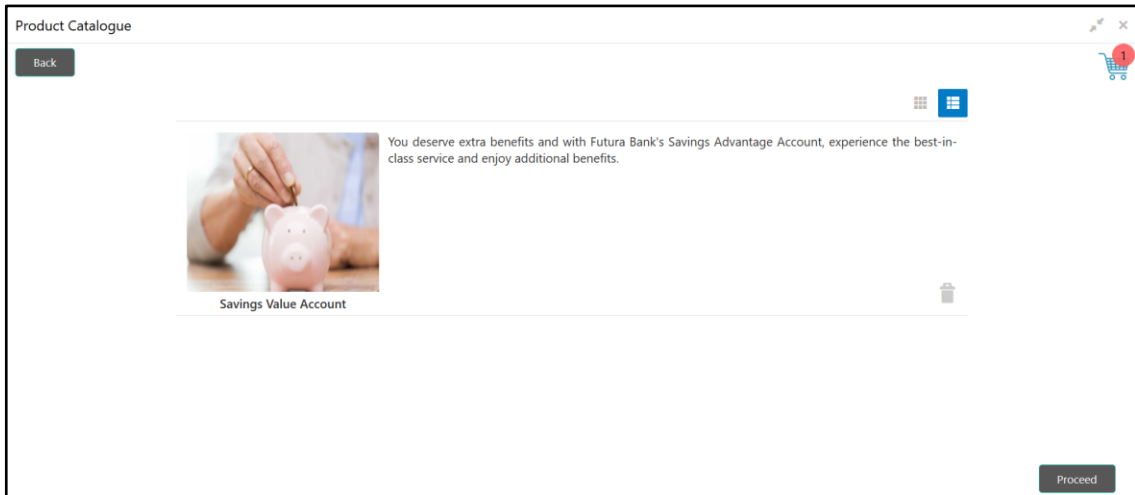 Product Catalogue
Back
1
You deserve extra benefits and with Futura Bank's Savings Advantage Account, experience the best-in-
class service and enjoy additional benefits.
Savings Value Account
Proceed